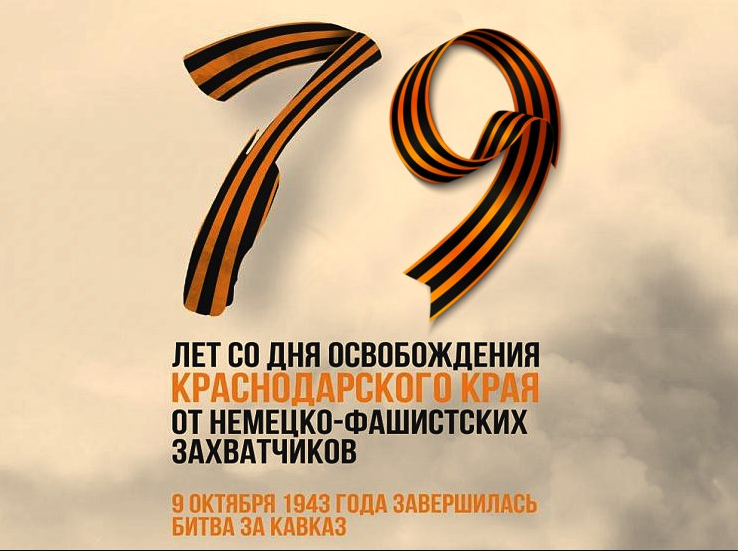 79
ЛЕТ СО ДНЯ ОСВОБОЖДЕНИЯ
КРАСНОДАРСКОГО КРАЯ
ОТ НЕМЕЦКО-ФАШИСТСКИХ
ЗАХВАТЧИКОВ
9 ОКТЯБРЯ 1943 ГОДА ЗАВЕРШИЛАСЬ
БИТВА ЗА КАВКАЗ